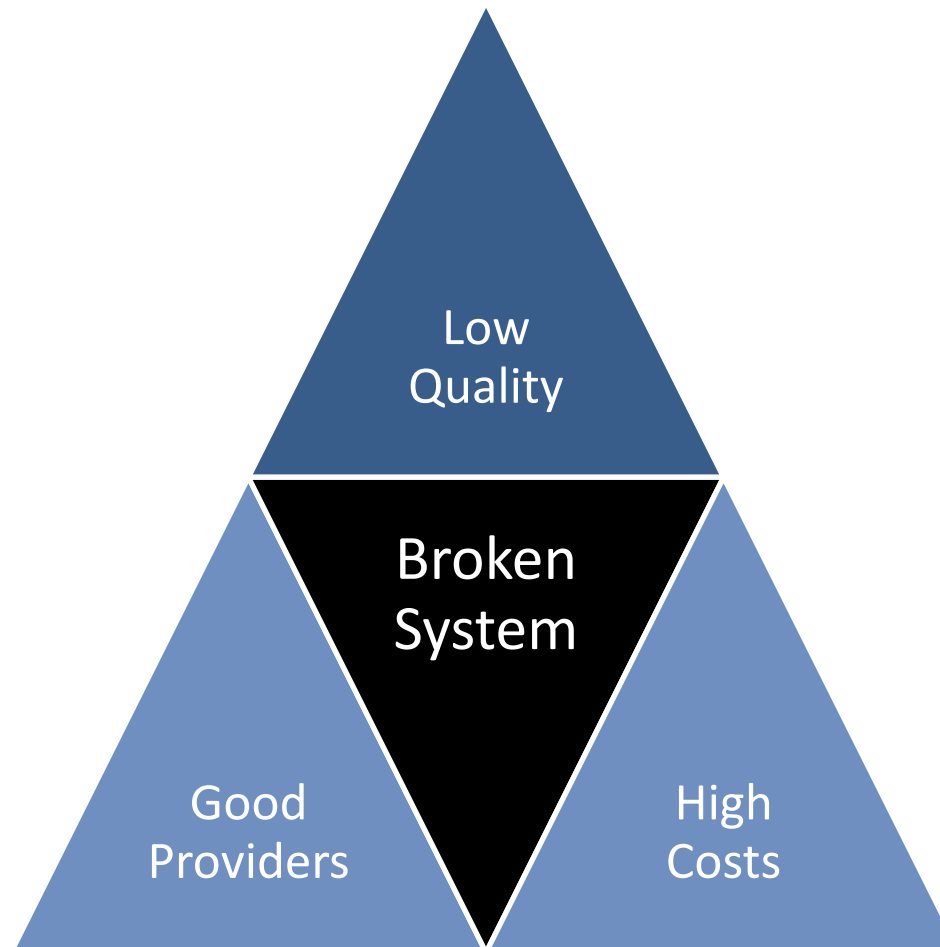 Low
Quality
Broken
System
Good
Providers
High
Costs